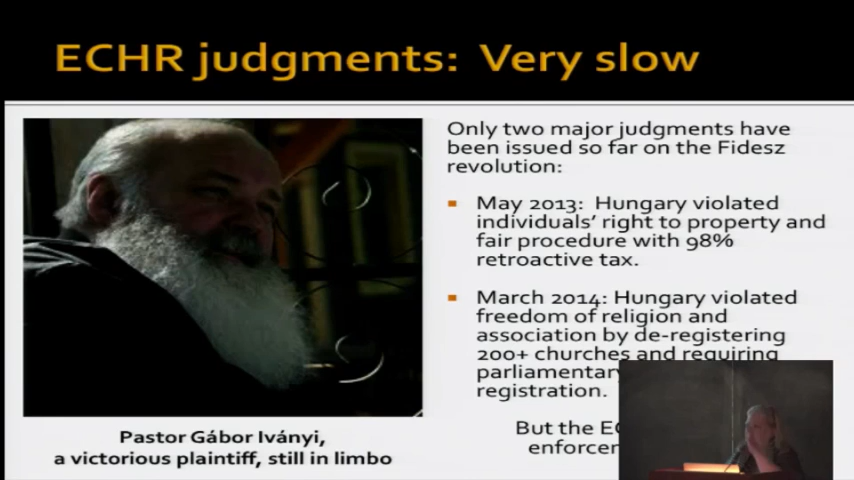 ECHR judgments: Very slow
Only two major judgments have
been issued so far on the Fidesz
revolution:
May 2013: Hungary violated
individuals' right to property and
fair procedure with 98%
retroactive tax.
March 2014: Hungary violated
freedom of religion and
association by de-registering
200+ churches and requiring
parliamentary
registration.
But the
Pastor Gábor Iványi,
a victorious plaintiff, still in limbo